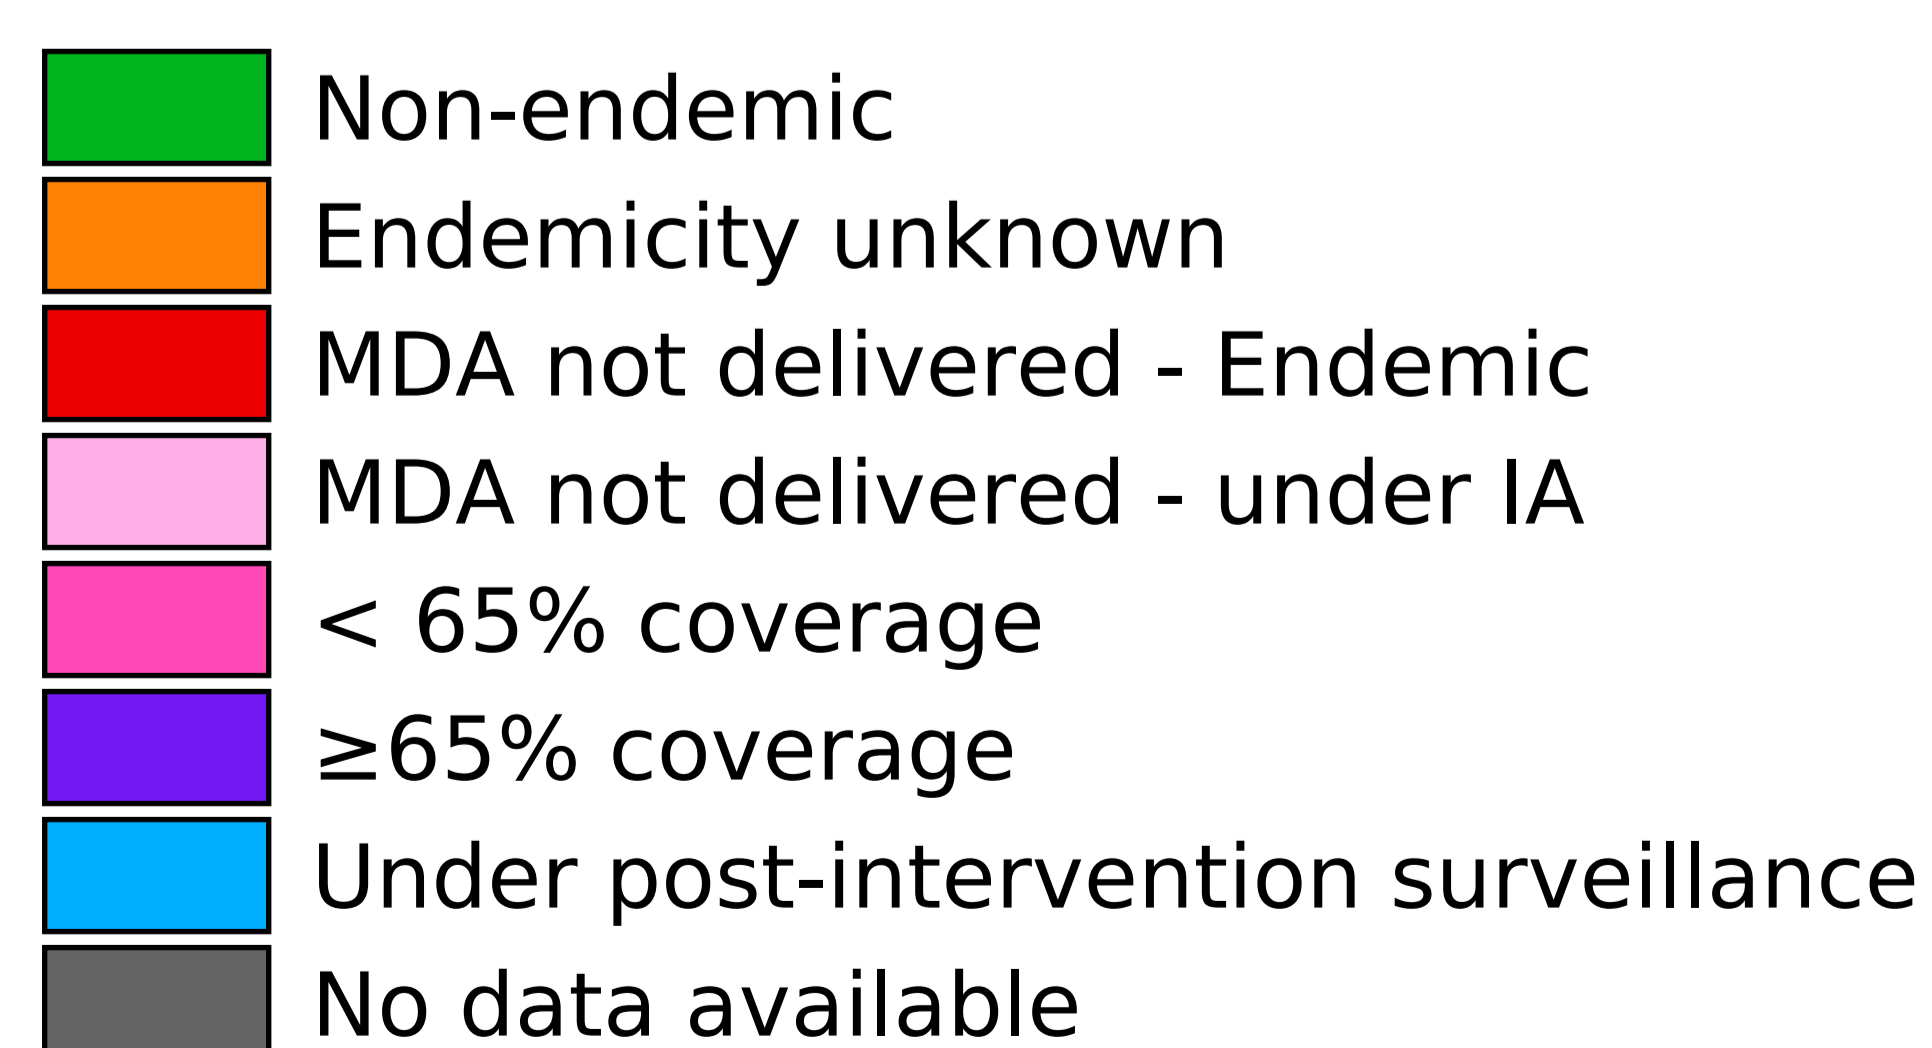 Non-endemic
Endemicity unknown
MDA not delivered - Endemic
MDA not delivered - under IA
< 65% coverage
≥65% coverage
Under post-intervention surveillance
No data available